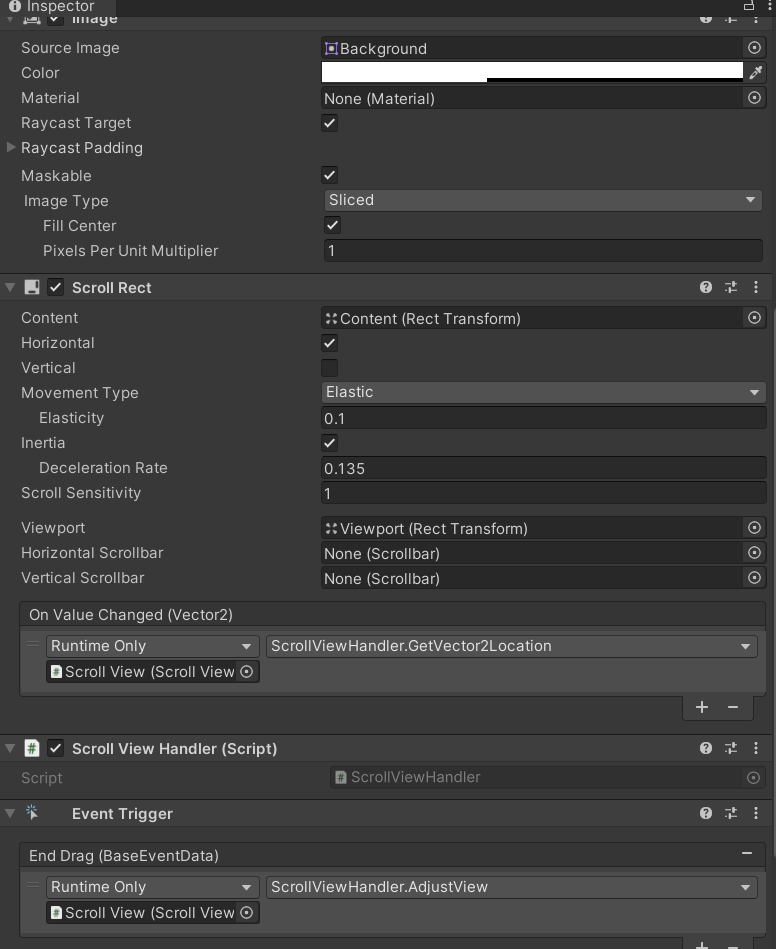 Inspector
Image
Source Image Background
Color
Material None (Material)
Raycast Target
Raycast Padding
Maskable
Image Type Sliced
Fill Center
Pixels Per Unit Multiplier 1
Scroll Rect
Content Content (Rect Transform)
Horizontal
Vertical
Movement Type Elastic
Elasticity 0.1
Inertia
Deceleration Rate 0.135
Scroll Sensitivity 1
Viewport Viewport (Rect Transform)
Horizontal Scrollbar None (Scrollbar)
Vertical Scrollbar None (Scrollbar)
On Value Changed (Vector2)
Runtime Only ScrollViewHandler.GetVector2Location
Scroll View (Scroll View
Scroll View Handler (Script)
Script ScrollViewHandler
Event Trigger
End Drag (BaseEventData)
Runtime Only ScrollViewHandler.AdjustView
Scroll View (Scroll View